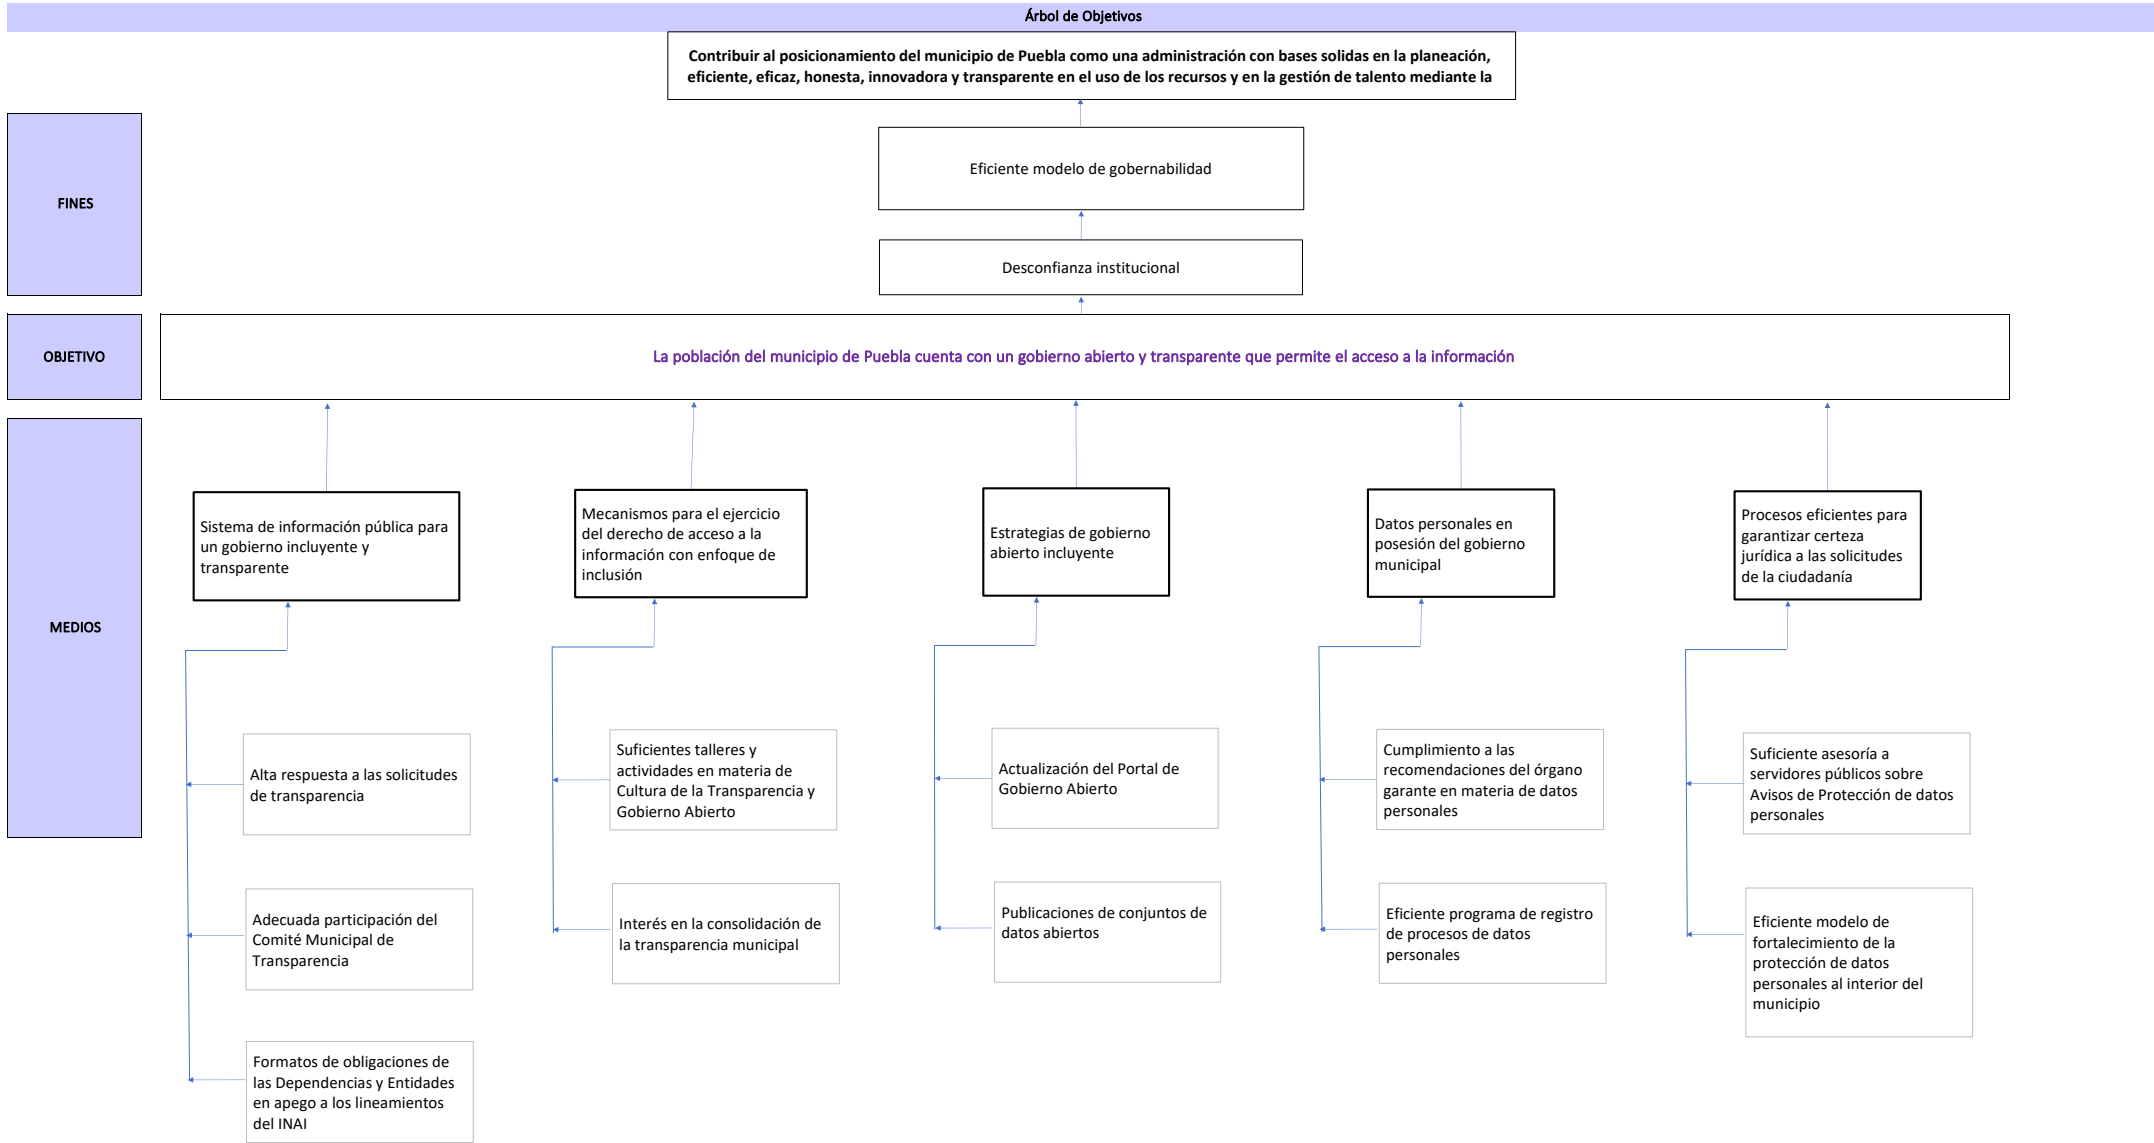 Árbol de Objetivos
Contribuir al posicionamiento del municipio de Puebla como una administración con bases solidas en la planeación,
eficiente, eficaz, honesta, innovadora y transparente en el uso de los recursos y en la gestión de talento mediante la
FINES
Eficiente modelo de gobernabilidad
Desconfianza institucional
OBJETIVO
La población del municipio de Puebla cuenta con un gobierno abierto y transparente que permite el acceso a la información
MEDIOS
Sistema de información pública para
un gobierno incluyente y
transparente
Mecanismos para el ejercicio
del derecho de acceso a la
información con enfoque de
inclusión
Estrategias de gobierno
abierto incluyente
Datos personales en
posesión del gobierno
municipal
Procesos eficientes para
garantizar certeza
jurídica a las solicitudes
de la ciudadanía
Alta respuesta a las solicitudes
de transparencia
Suficientes talleres y
actividades en materia de
Cultura de la Transparencia y
Gobierno Abierto
Actualización del Portal de
Gobierno Abierto
Cumplimiento a las
recomendaciones del órgano
garante en materia de datos
personales
Suficiente asesoría a
servidores públicos sobre
Avisos de Protección de datos
personales
Adecuada participación del
Comité Municipal de
Transparencia
Interés en la consolidación de
la transparencia municipal
Publicaciones de conjuntos de
datos abiertos
Eficiente programa de registro
de procesos de datos
personales
Eficiente modelo de
fortalecimiento de la
protección de datos
personales al interior del
municipio
Formatos de obligaciones de
las Dependencias y Entidades
en apego a los lineamientos
del INAI